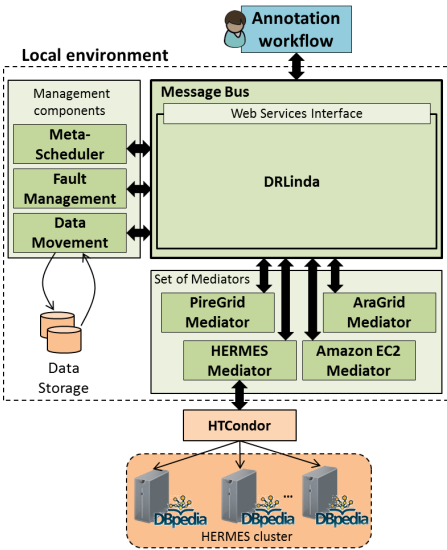 Annotation
workflow
Local environment
Management
components
Meta-
Scheduler
Fault
Management
Data
Movement
Data
Storage
Message Bus
Web Services Interface
DRLinda
Set of Mediators
PireGrid
Mediator
AraGrid
Mediator
HERMES
Mediator
Amazon EC2
Mediator
HTCondor
DBpedia
DBpedia
...
DBpedia
HERMES cluster